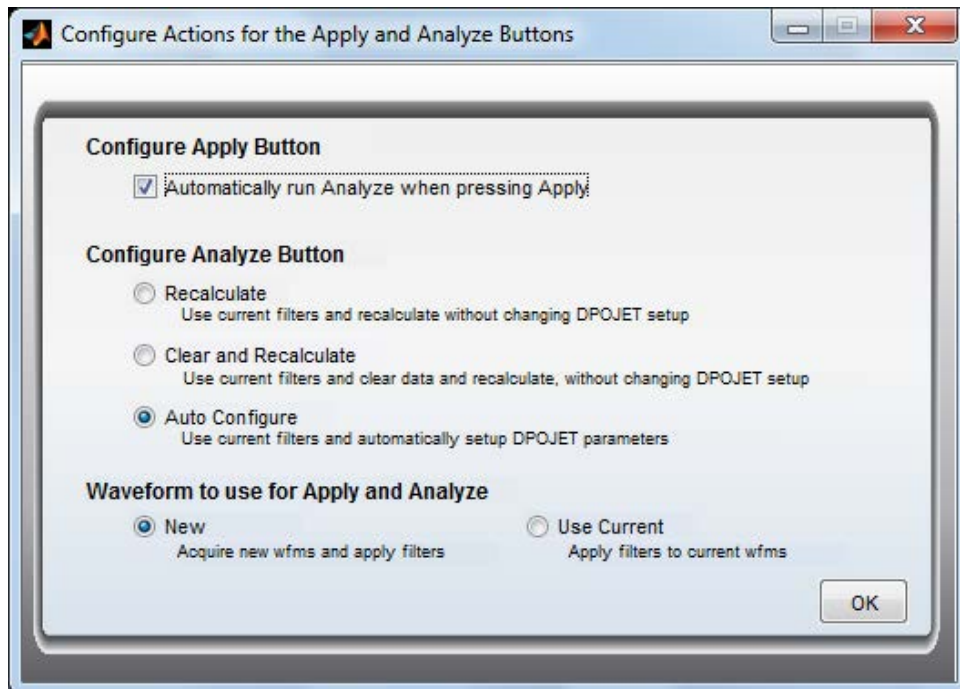 Configure Actions for the Apply and Analyze Buttons
Configure Apply Button
Automatically run Analyze when pressing Apply
Configure Analyze Button
Recalculate
Use current filters and recalculate without changing DPOJET setup
Clear and Recalculate
Use current filters and clear data and recalculate, without changing DPOJET setup
Auto Configure
Use current filters and automatically setup DPOJET parameters
Waveform to use for Apply and Analyze
New
Acquire new wfms and apply filters
Use Current
Apply filters to current wfms
OK